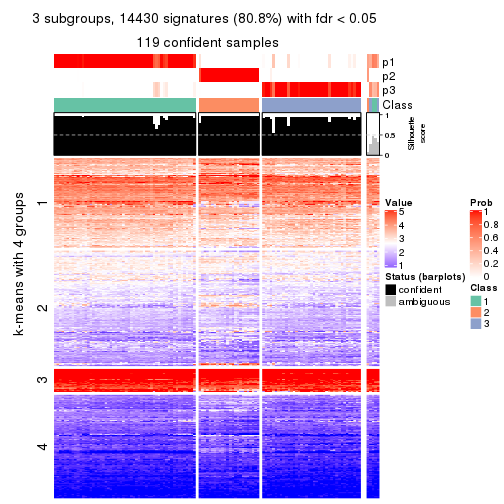 3 subgroups, 14430 signatures (80.8%) with fdr < 0.05
119 confident samples
p1
p2
p3
Class
1
0.5
0
Silhouette
score
k-means with 4 groups
1
2
3
4
Value
5
4
3
2
1
Status (barplots)
confident
ambiguous
Prob
1
0.8
0.6
0.4
0.2
0
Class
1
2
3